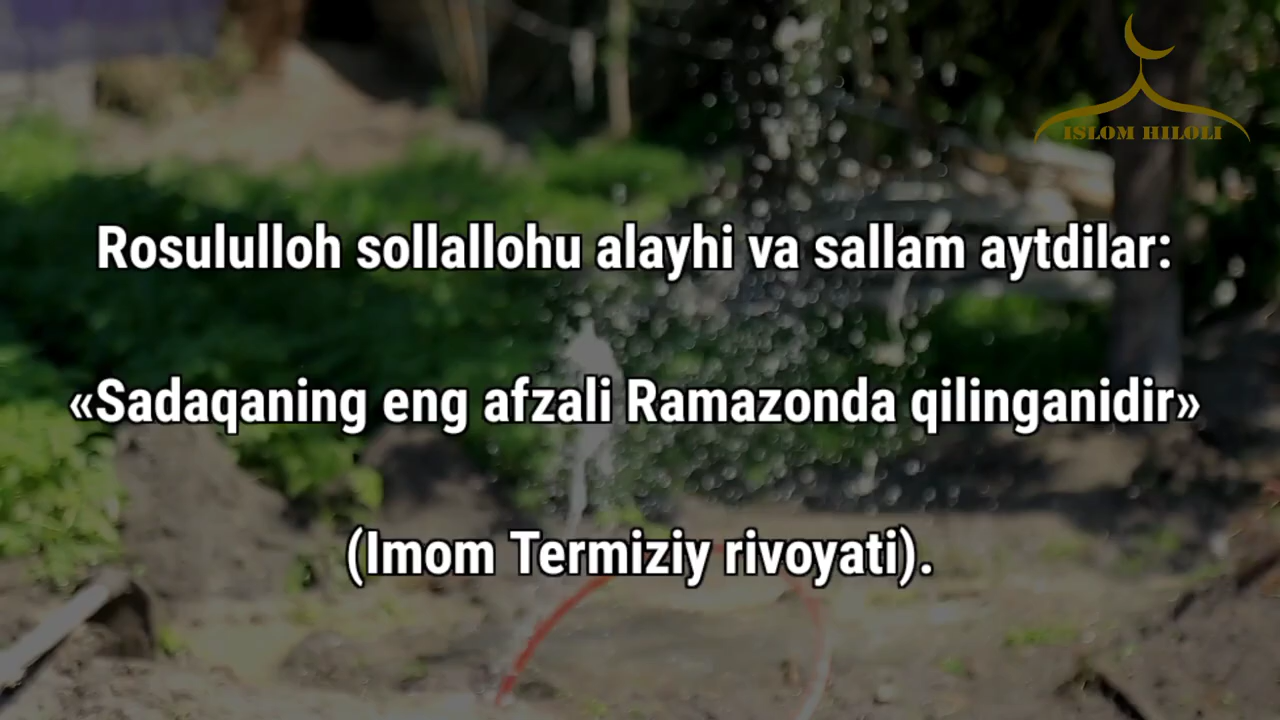 ISLOM HILOLI
Rosululloh sollallohu alayhi va sallam aytdilar:
«Sadaqaning eng afzali Ramazonda qilinganidir»
(Imom Termiziy rivoyati).